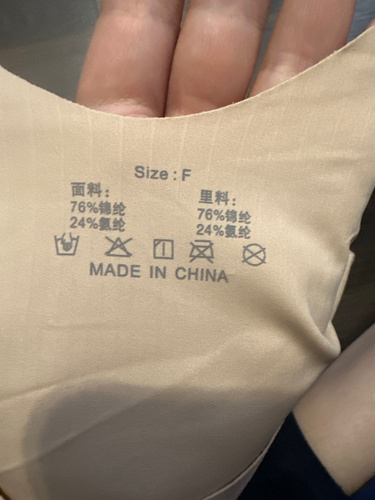 Size : F
面料： 里料：
76%锦纶 76%锦纶
24%氨纶 24%氨纶
MADE IN CHINA